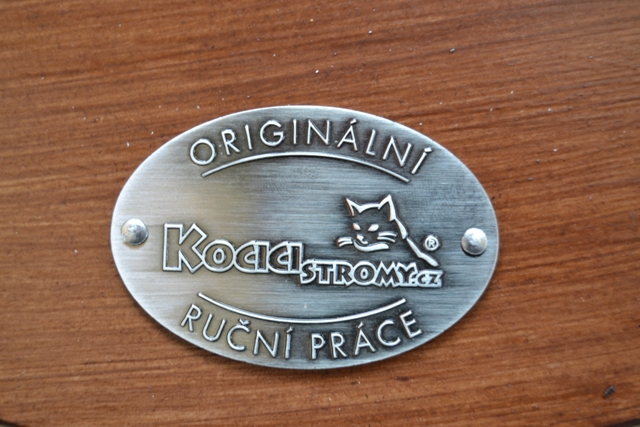 ORIGINÁLNÍ
KOCICI
STROMY.CZ ®
RUČNÍ PRÁCE